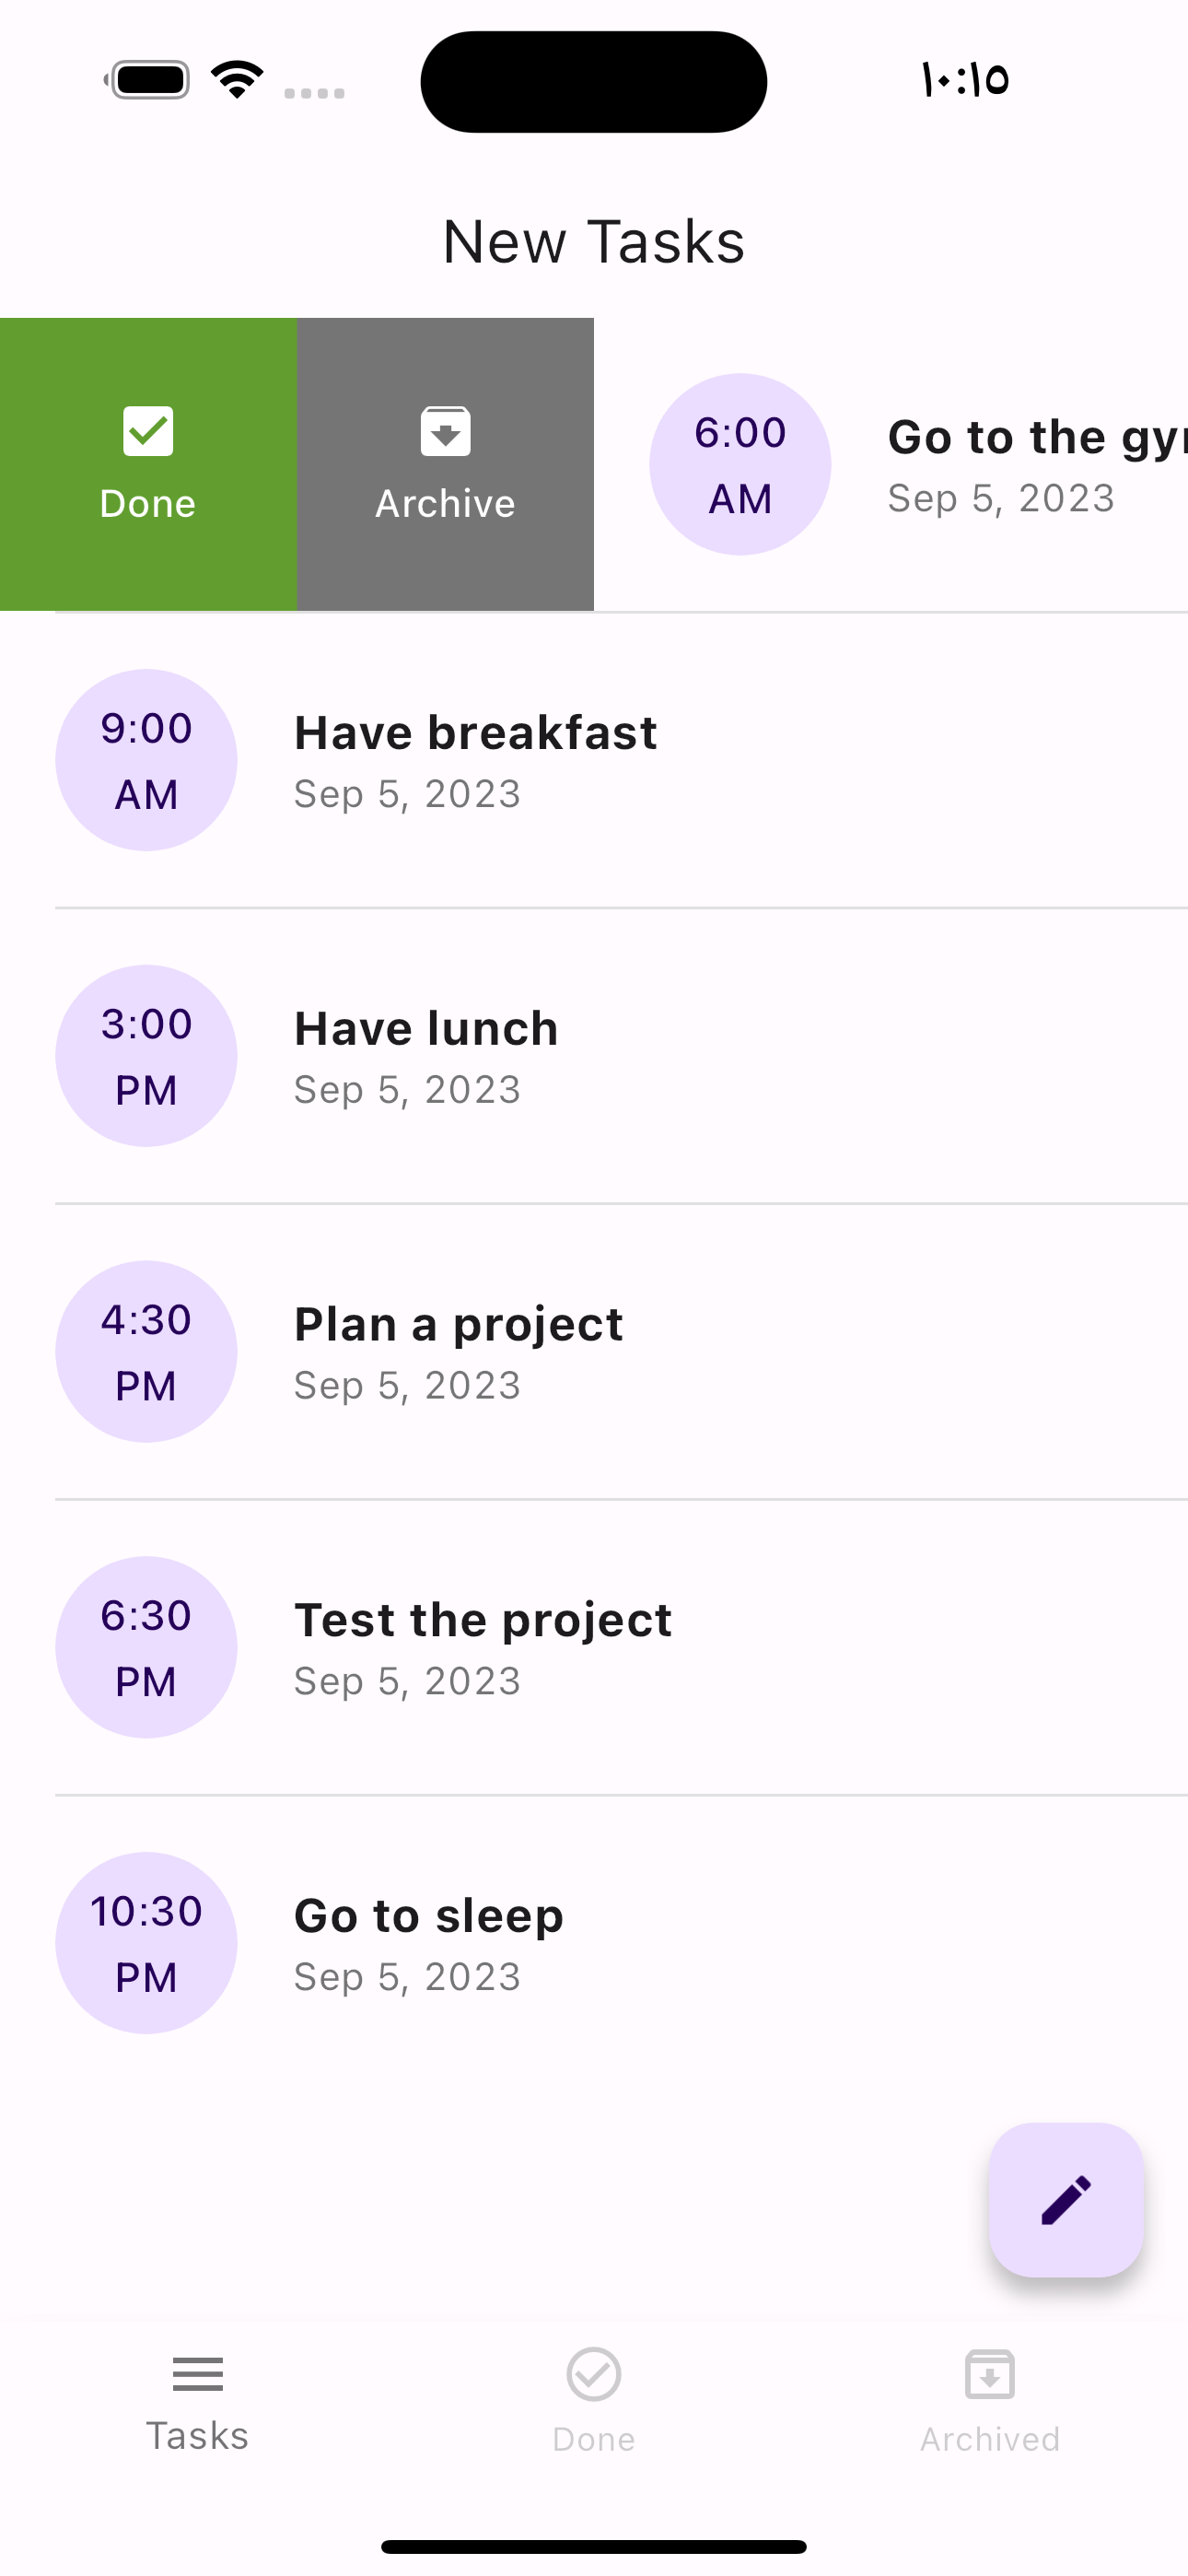 ١٠:١٥
New Tasks
Done
Archive
6:00
AM
Go to the gy
Sep 5, 2023
9:00
AM
Have breakfast
Sep 5, 2023
3:00
PM
Have lunch
Sep 5, 2023
4:30
PM
Plan a project
Sep 5, 2023
6:30
PM
Test the project
Sep 5, 2023
10:30
PM
Go to sleep
Sep 5, 2023
Tasks
Done
Archived